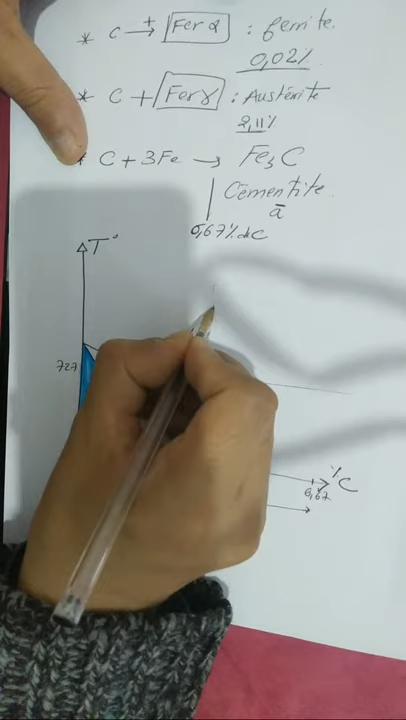 * C +→ Fer α : ferrite.
0,02%
* C + Fer γ : Austénite
2,11%
* C + 3Fe → Fe3C
Cémentite
à
6,67% de C
T°
727
% C
6,67